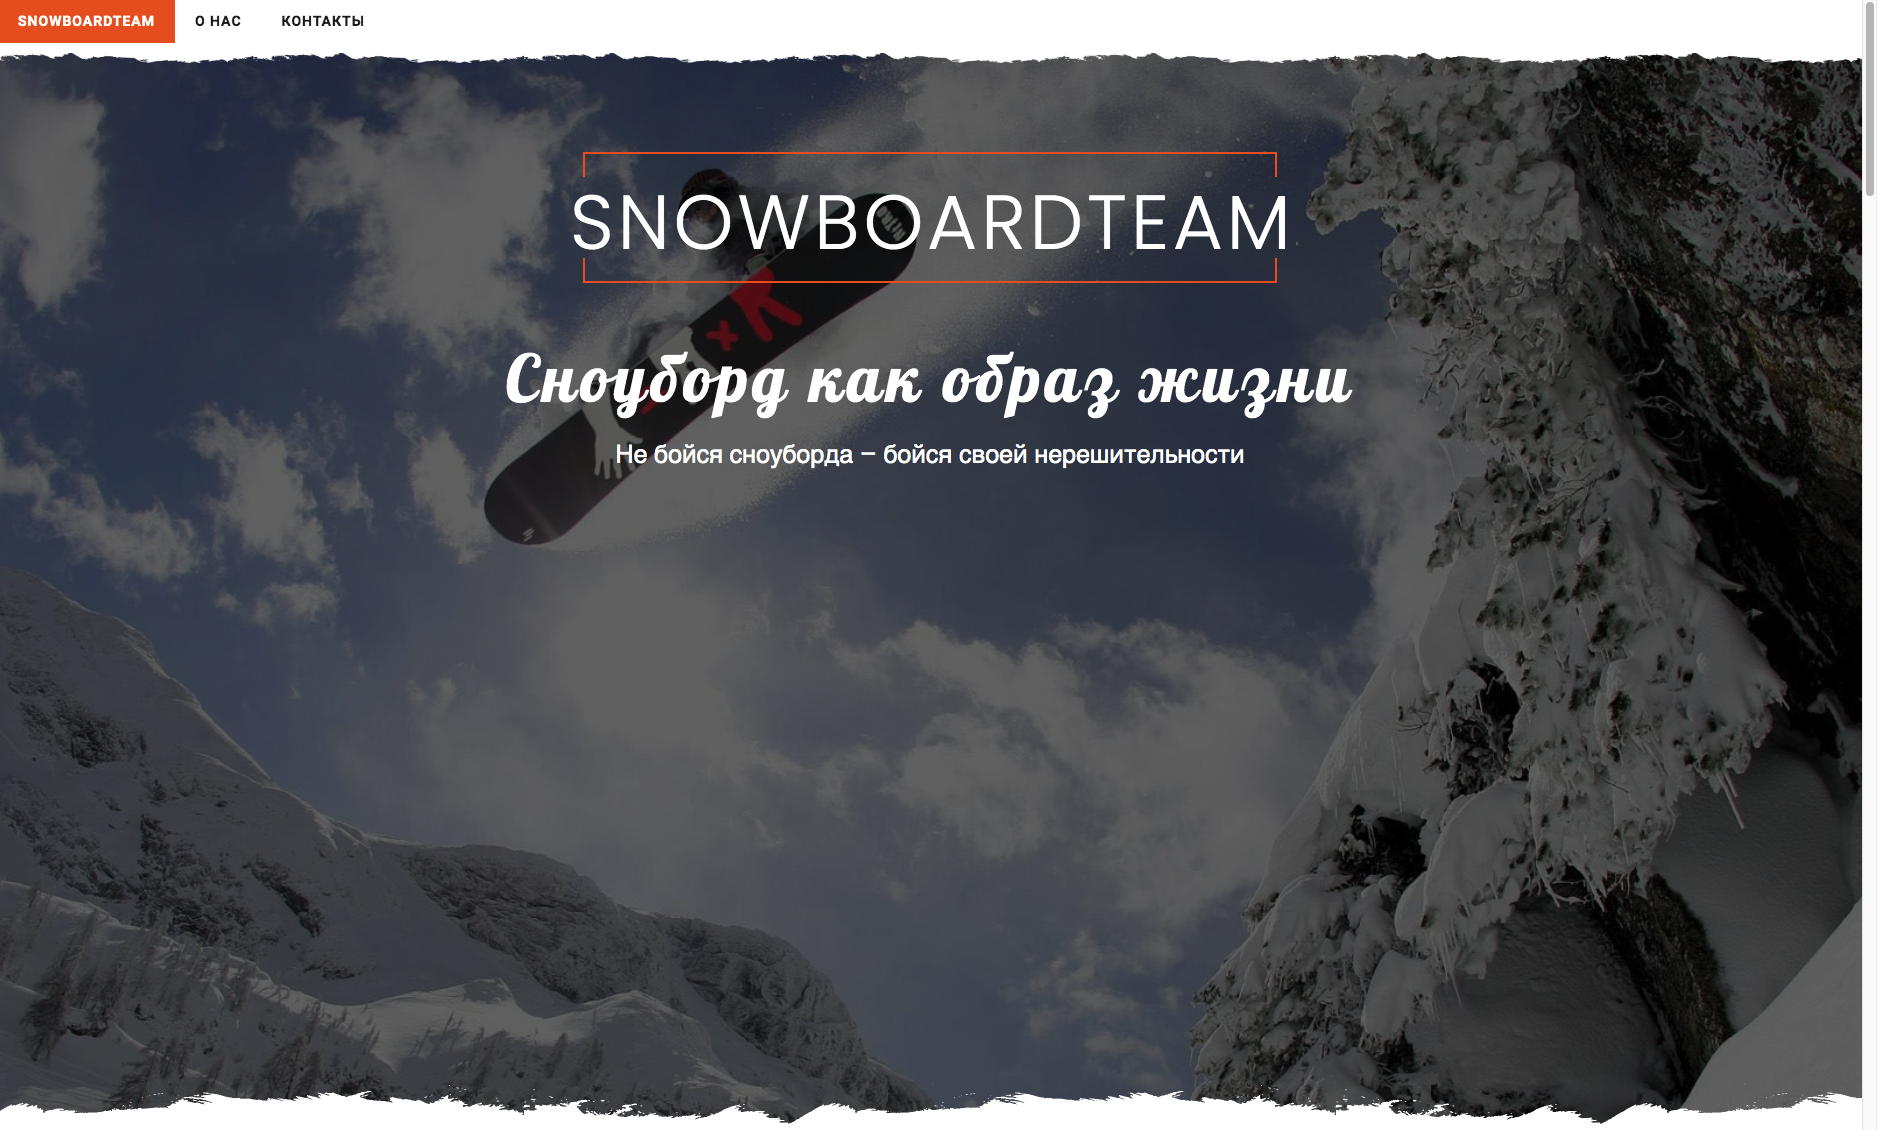 SNOWBOARDTEAM О НАС КОНТАКТЫ
SNOWBOARDTEAM
Сноуборд как образ жизни
Не бойся сноуборда – бойся своей нерешительности